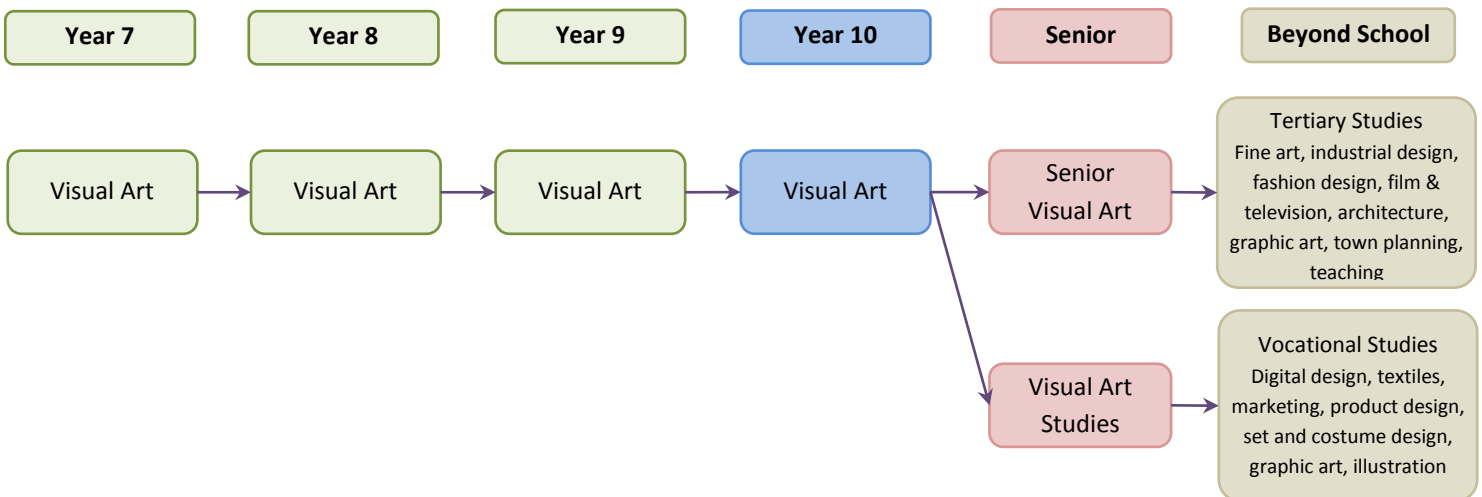 Year 7
Year 8
Year 9
Year 10
Senior
Beyond School
Visual Art
Visual Art
Visual Art
Visual Art
Senior
Visual Art
Tertiary Studies
Fine art, industrial design,
fashion design, film &
television, architecture,
graphic art, town planning,
teaching
Visual Art
Studies
Vocational Studies
Digital design, textiles,
marketing, product design,
set and costume design,
graphic art, illustration